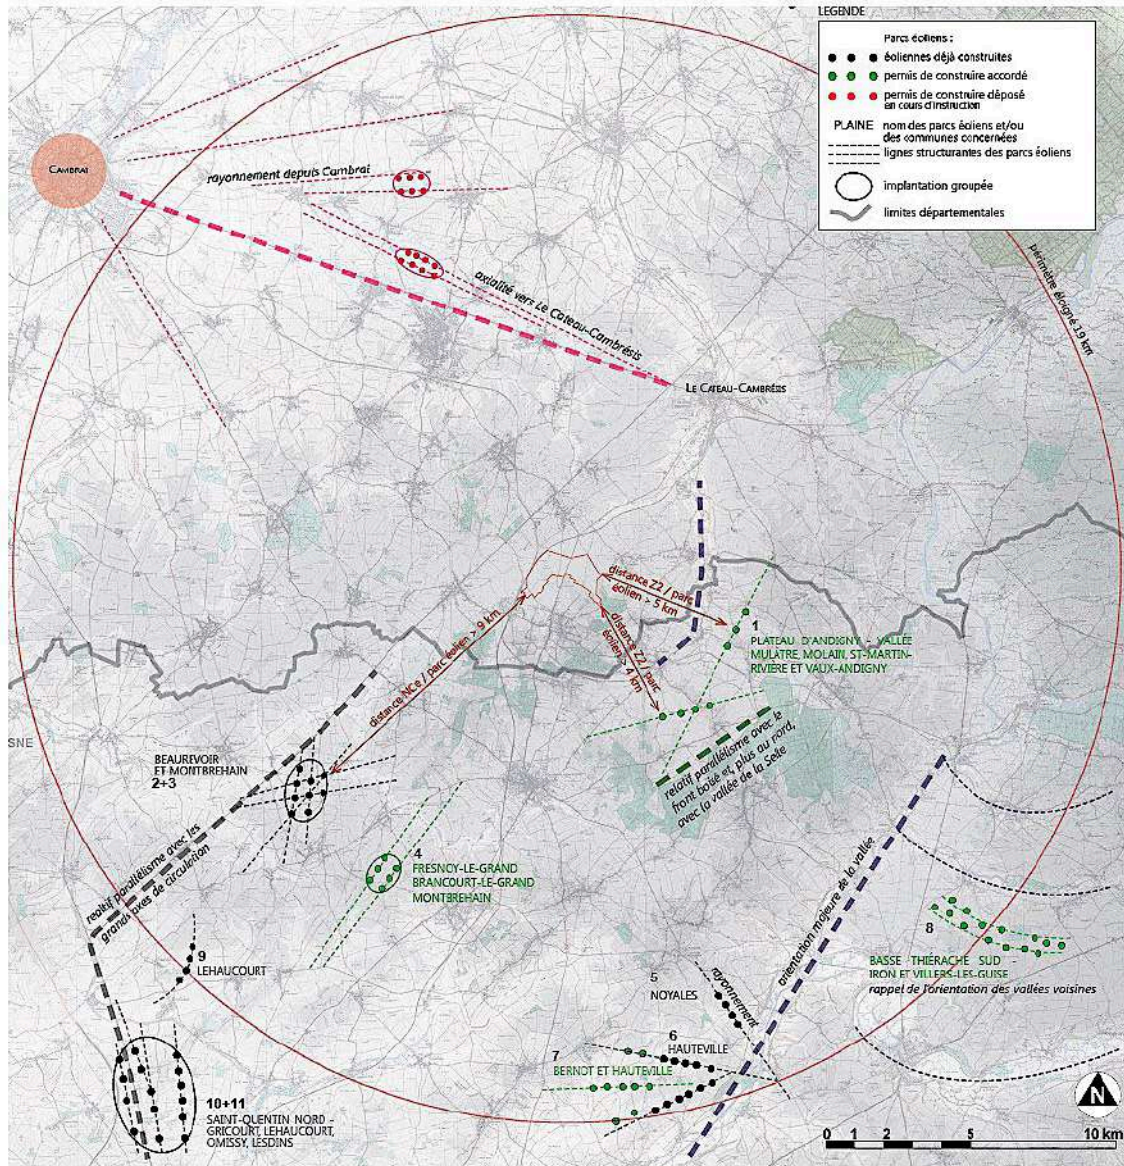 LEGENDE
Parcs éoliens :
éoliennes déjà construites
permis de construire accordé
permis de construire déposé
en cours d'instruction
PLAINE nom des parcs éoliens et/ou
des communes concernées
lignes structurantes des parcs éoliens
implantation groupée
limites départementales
périmètre éloigné 19 km
CAMBRAI
rayonnement depuis Cambrai
axialité vers Le Cateau-Cambrésis
LE CATEAU-CAMBRÉSIS
distance Z2 / parc
éolien > 5 km
distance Z2 / parc
éolien > 4 km
distance NCe / parc éolien > 9 km
1
PLATEAU D'ANDIGNY - VALLÉE
MULATRE, MOLAIN, ST-MARTIN-
RIVIÈRE ET VAUX-ANDIGNY
relatif parallélisme avec le
front boisé et, plus au nord,
avec la vallée de la Selle
SNE
BEAUREVOIR
ET MONTBREHAIN
2+3
realtif parallélisme avec les
grands axes de circulation
4
FRESNOY-LE-GRAND
BRANCOURT-LE-GRAND
MONTBREHAIN
orientation majeure de la vallée
8
BASSE THIÉRACHE SUD -
IRON ET VILLERS-LES-GUISE
rappel de l'orientation des vallées voisines
9
LEHAUCOURT
5
NOYALES
rayonnement
6
HAUTEVILLE
7
BERNOT ET HAUTEVILLE
10+11
SAINT-QUENTIN NORD -
GRICOURT, LEHAUCOURT,
OMISSY, LESDINS
N
0 1 2 5 10 km